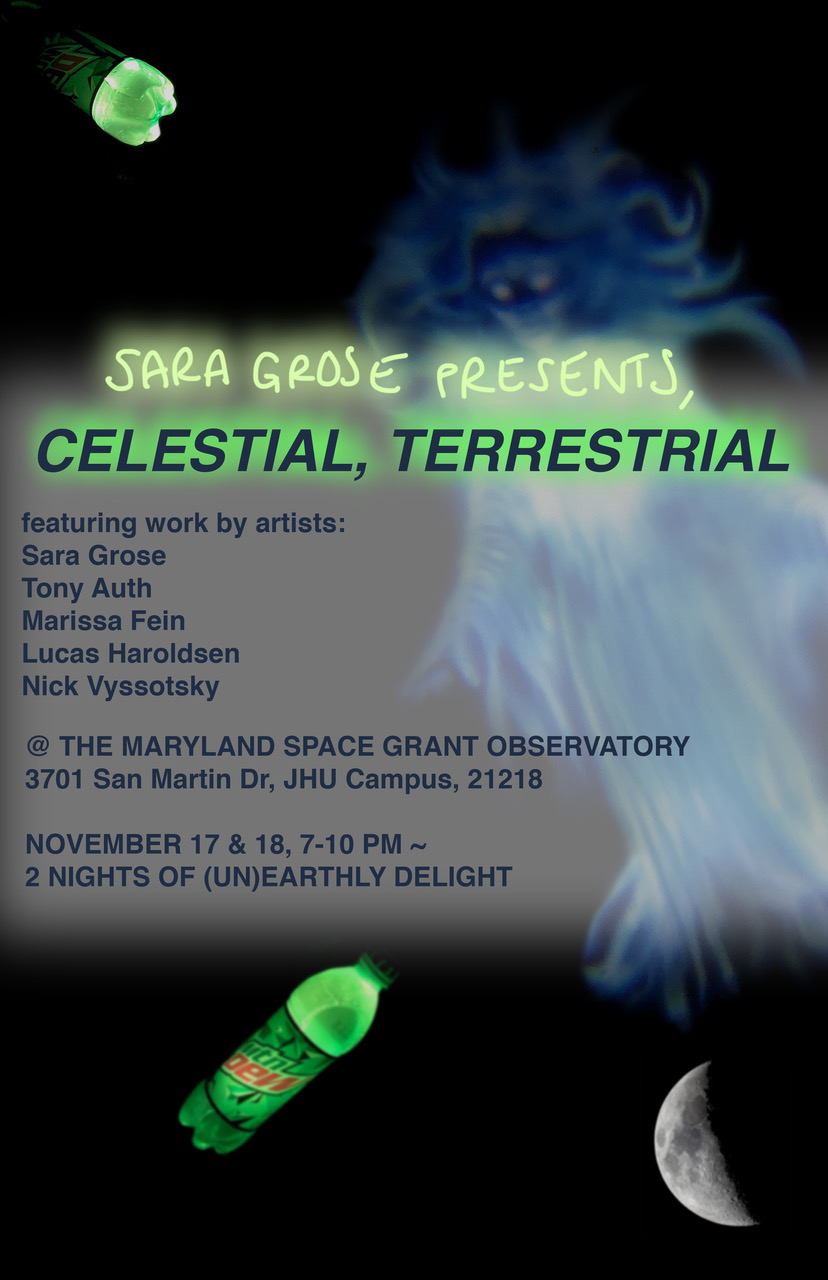 SARA GROSE PRESENTS,
CELESTIAL, TERRESTRIAL
featuring work by artists:
Sara Grose
Tony Auth
Marissa Fein
Lucas Haroldsen
Nick Vyssotsky
@ THE MARYLAND SPACE GRANT OBSERVATORY
3701 San Martin Dr, JHU Campus, 21218
NOVEMBER 17 & 18, 7-10 PM ~
2 NIGHTS OF (UN)EARTHLY DELIGHT
mtn
Dew